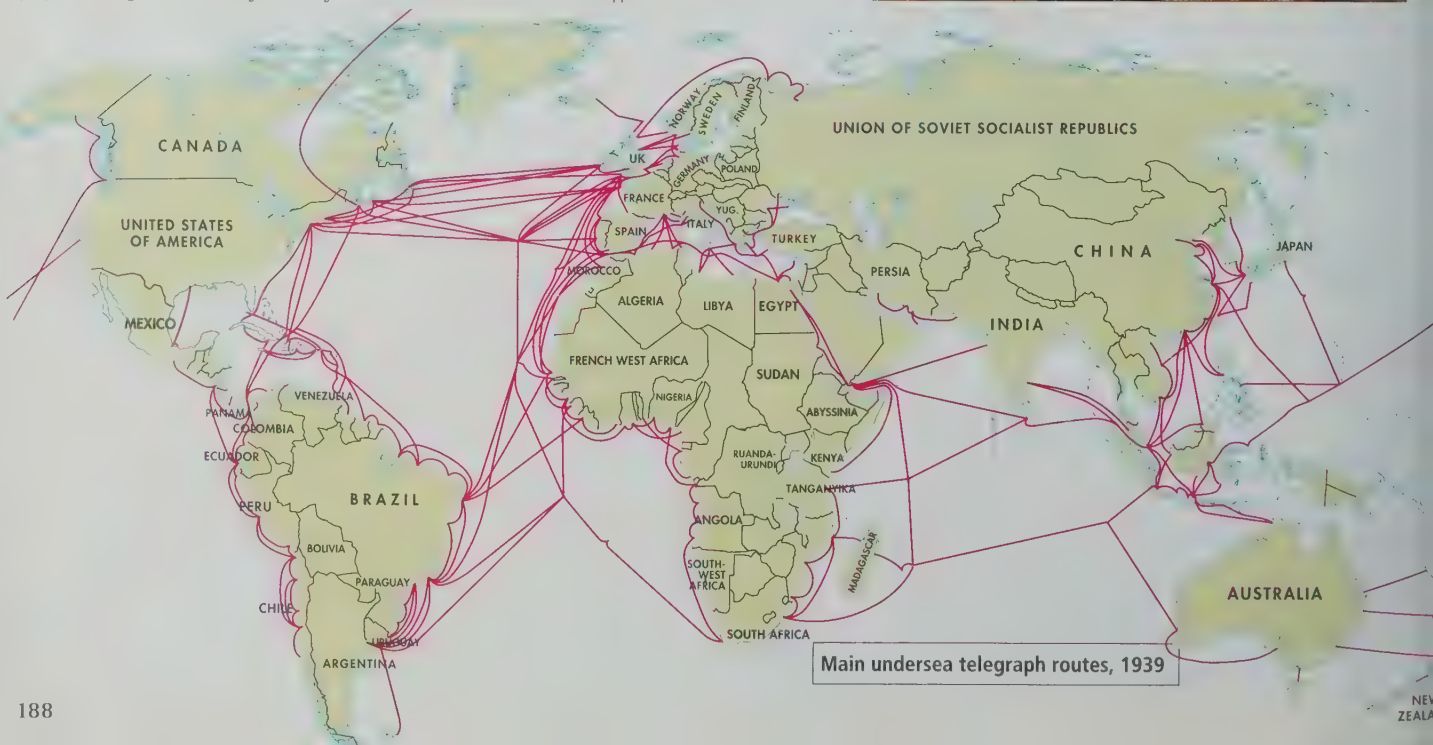 CANADA
UNITED STATES
OF AMERICA
MEXICO
PANAMA
VENEZUELA
COLOMBIA
ECUADOR
PERU
BRAZIL
BOLIVIA
PARAGUAY
CHILE
URUGUAY
ARGENTINA
NORWAY
SWEDEN
FINLAND
UK
GERMANY
POLAND
FRANCE
YUG.
SPAIN
ITALY
TURKEY
UNION OF SOVIET SOCIALIST REPUBLICS
MOROCCO
ALGERIA
LIBYA
EGYPT
PERSIA
CHINA
JAPAN
INDIA
FRENCH WEST AFRICA
SUDAN
NIGERIA
ABYSSINIA
RUANDA-
URUNDI
KENYA
TANGANYIKA
ANGOLA
SOUTH-
WEST
AFRICA
MADAGASCAR
SOUTH AFRICA
AUSTRALIA
Main undersea telegraph routes, 1939
188
NEW
ZEALA